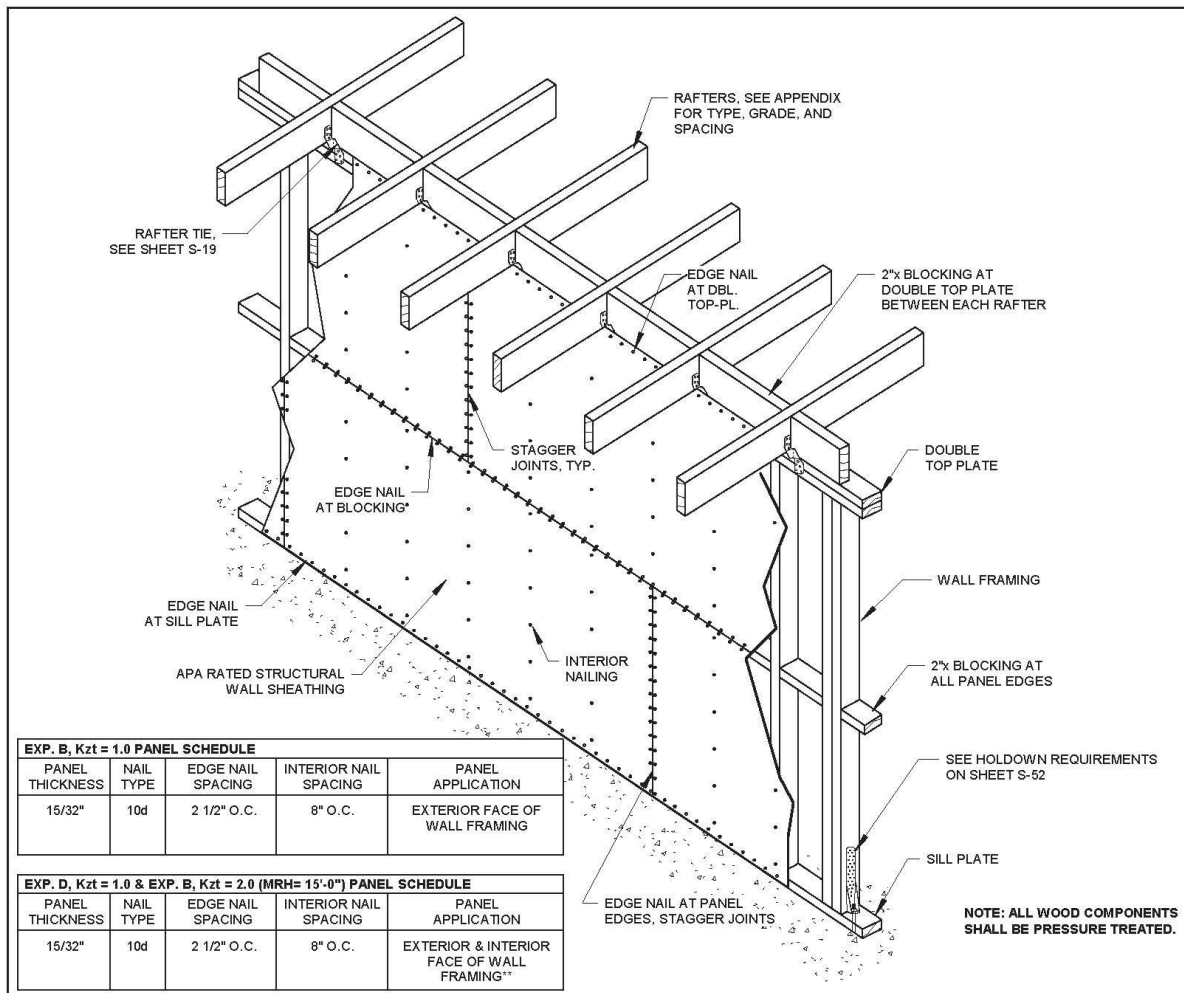 RAFTERS, SEE APPENDIX
FOR TYPE, GRADE, AND
SPACING
RAFTER TIE,
SEE SHEET S-19
EDGE NAIL
AT DBL.
TOP-PL.
2"x BLOCKING AT
DOUBLE TOP PLATE
BETWEEN EACH RAFTER
STAGGER
JOINTS, TYP.
DOUBLE
TOP PLATE
EDGE NAIL
AT BLOCKING
WALL FRAMING
EDGE NAIL
AT SILL PLATE
INTERIOR
NAILING
APA RATED STRUCTURAL
WALL SHEATHING
2"x BLOCKING AT
ALL PANEL EDGES
SEE HOLDOWN REQUIREMENTS
ON SHEET S-52
SILL PLATE
EDGE NAIL AT PANEL
EDGES, STAGGER JOINTS
NOTE: ALL WOOD COMPONENTS
SHALL BE PRESSURE TREATED.
EXP. B, Kzt = 1.0 PANEL SCHEDULE
PANEL THICKNESS NAIL TYPE EDGE NAIL SPACING INTERIOR NAIL SPACING PANEL APPLICATION
15/32" 10d 2 1/2" O.C. 8" O.C. EXTERIOR FACE OF
WALL FRAMING
EXP. D, Kzt = 1.0 & EXP. B, Kzt = 2.0 (MRH= 15'-0") PANEL SCHEDULE
PANEL THICKNESS NAIL TYPE EDGE NAIL SPACING INTERIOR NAIL SPACING PANEL APPLICATION
15/32" 10d 2 1/2" O.C. 8" O.C. EXTERIOR & INTERIOR
FACE OF WALL
FRAMING**